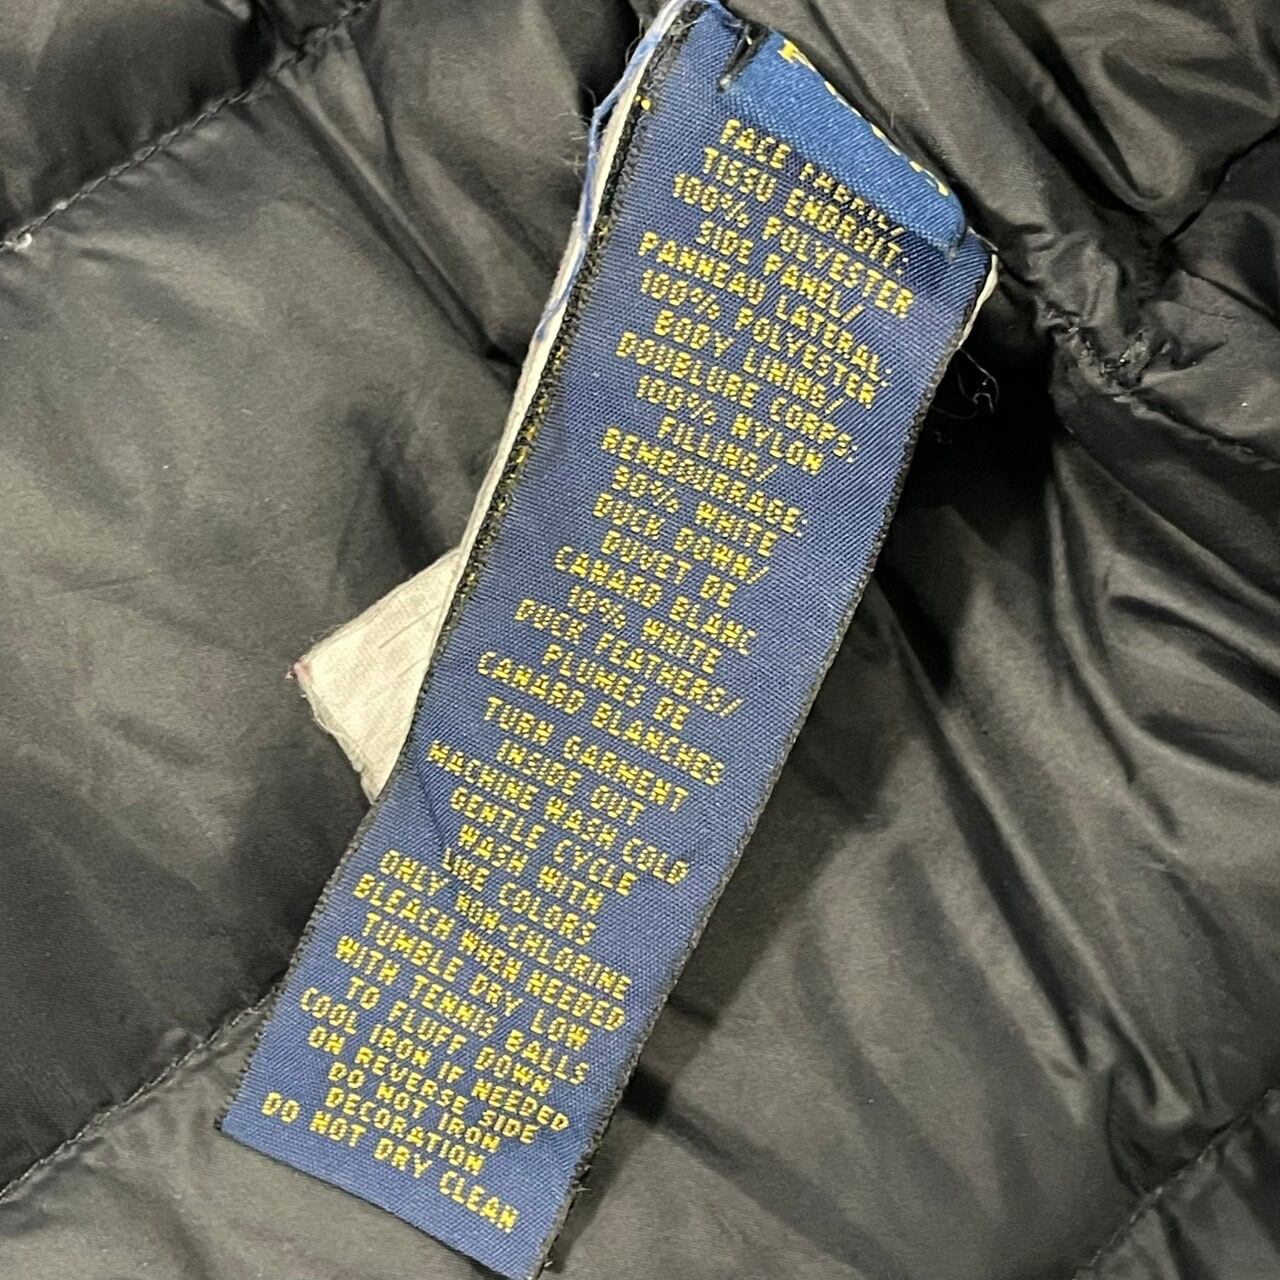 FACE FABRIC/
TISSU ENDROIT:
100% POLYESTER
SIDE PANEL/
PANNEAU LATERAL:
100% POLYESTER
BODY LINING/
DOUBLURE CORPS:
100% NYLON
FILLING/
REMBOURRAGE:
90% WHITE
DUCK DOWN/
DUVET DE
CANARD BLANC
10% WHITE
DUCK FEATHERS/
PLUMES DE
CANARD BLANCHES
TURN GARMENT
INSIDE OUT
MACHINE WASH COLD
GENTLE CYCLE
WASH WITH
LIKE COLORS
ONLY NON-CHLORINE
BLEACH WHEN NEEDED
TUMBLE DRY LOW
WITH TENNIS BALLS
TO FLUFF DOWN
COOL IRON IF NEEDED
ON REVERSE SIDE
DO NOT IRON
DECORATION
DO NOT DRY CLEAN